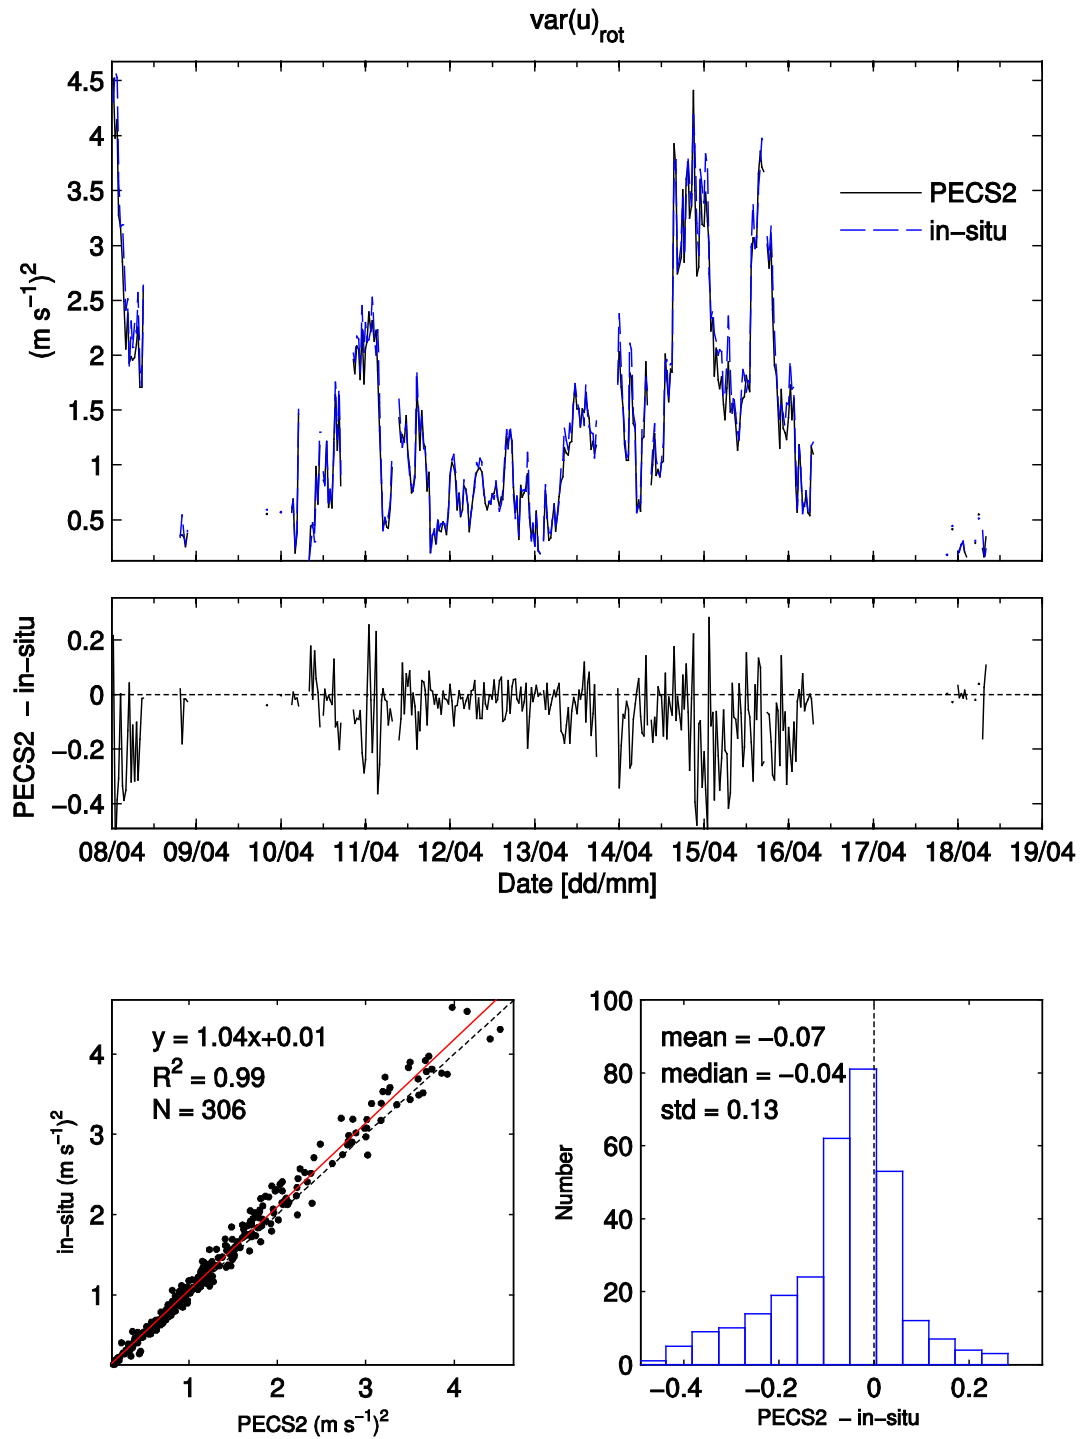 var(u)rot
4.5
4
3.5
3
2.5
2
1.5
1
0.5
(m s−1)2
PECS2
in−situ
0.2
0
−0.2
−0.4
PECS2 − in−situ
08/04 09/04 10/04 11/04 12/04 13/04 14/04 15/04 16/04 17/04 18/04 19/04
Date [dd/mm]
y = 1.04x+0.01
R2 = 0.99
N = 306
4
3
2
1
in−situ (m s−1)2
1 2 3 4
PECS2 (m s−1)2
mean = −0.07
median = −0.04
std = 0.13
100
80
60
40
20
0
Number
−0.4 −0.2 0 0.2
PECS2 − in−situ